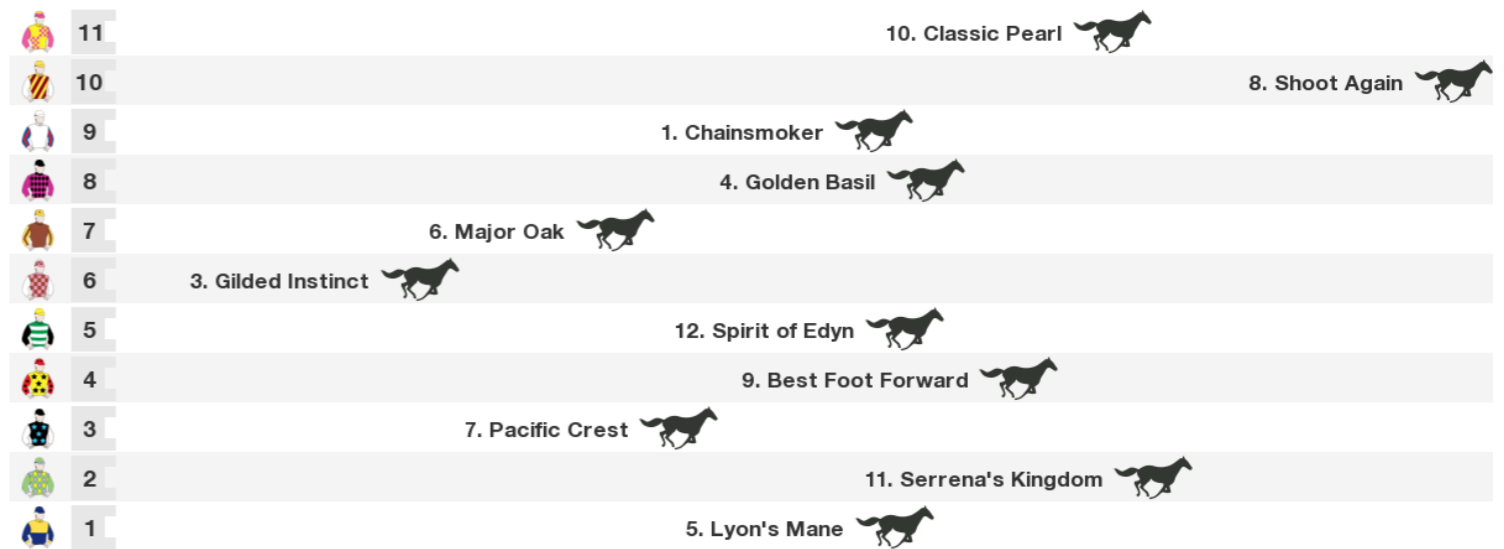 11 10. Classic Pearl
10 8. Shoot Again
9 1. Chainsmoker
8 4. Golden Basil
7 6. Major Oak
6 3. Gilded Instinct
5 12. Spirit of Edyn
4 9. Best Foot Forward
3 7. Pacific Crest
2 11. Serrena's Kingdom
1 5. Lyon's Mane